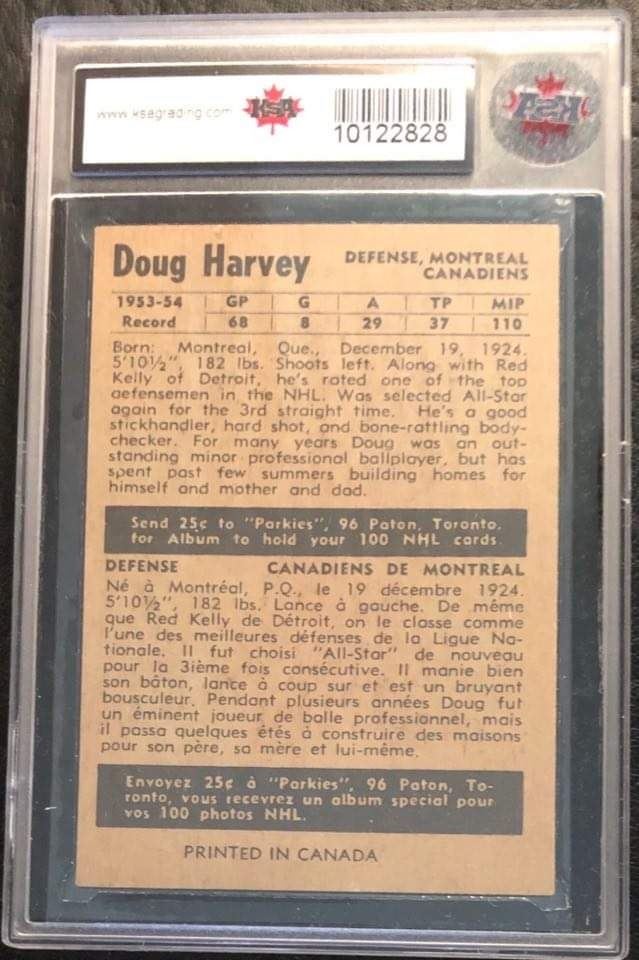 www.ksagrading.com KSA
10122828
KSA
Doug Harvey
DEFENSE, MONTREAL
CANADIENS
1953-54 GP G A TP MIP
Record 68 8 29 37 110
Born: Montreal, Que., December 19, 1924.
5'10½", 182 lbs. Shoots left. Along with Red
Kelly of Detroit, he's rated one of the top
defensemen in the NHL. Was selected All-Star
again for the 3rd straight time. He's a good
stickhandler, hard shot, and bone-rattling body-
checker. For many years Doug was an out-
standing minor professional ballplayer, but has
spent past few summers building homes for
himself and mother and dad.
Send 25¢ to "Parkies", 96 Paton, Toronto.
for Album to hold your 100 NHL cards.
DEFENSE CANADIENS DE MONTREAL
Né à Montréal, P.Q., le 19 décembre 1924.
5'10½", 182 lbs. Lance à gauche. De même
que Red Kelly de Détroit, on le classe comme
l'une des meilleures défenses de la Ligue Na-
tionale. Il fut choisi "All-Star" de nouveau
pour la 3ième fois consécutive. Il manie bien
son bâton, lance à coup sur et est un bruyant
bousculeur. Pendant plusieurs années Doug fut
un éminent joueur de balle professionnel, mais
il passa quelques étés à construire des maisons
pour son père, sa mère et lui-même.
Envoyez 25¢ à "Parkies", 96 Paton, To-
ronto, vous recevrez un album special pour
vos 100 photos NHL.
PRINTED IN CANADA